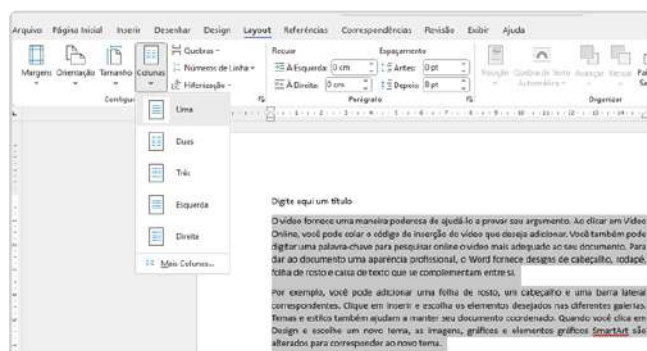 Arquivo Página Inicial Inserir Desenhar Design Layout Referências Correspondências Revisão Exibir Ajuda
Margens Orientação Tamanho Colunas
Quebras
Números de Linha
Hifenização
Recuar
À Esquerda: 0 cm
À Direita: 0 cm
Espaçamento
Antes: 0 pt
Depois: 8 pt
Posição Quebra de Texto Automática Avançar Recuar
Configur
Parágrafo
Organizar
Uma
Duas
Três
Esquerda
Direita
Mais Colunas...
Digite aqui um título
O vídeo fornece uma maneira poderosa de ajudá-lo a provar seu argumento. Ao clicar em Vídeo
Online, você pode colar o código de inserção do vídeo que deseja adicionar. Você também pode
digitar uma palavra-chave para pesquisar online o vídeo mais adequado ao seu documento. Para
dar ao documento uma aparência profissional, o Word fornece designs de cabeçalho, rodapé,
folha de rosto e caixa de texto que se complementam entre si.
Por exemplo, você pode adicionar uma folha de rosto, um cabeçalho e uma barra lateral
correspondentes. Clique em Inserir e escolha os elementos desejados nas diferentes galerias.
Temas e estilos também ajudam a manter seu documento coordenado. Quando você clica em
Design e escolhe um novo tema, as imagens, gráficos e elementos gráficos SmartArt são
alterados para corresponder ao novo tema.